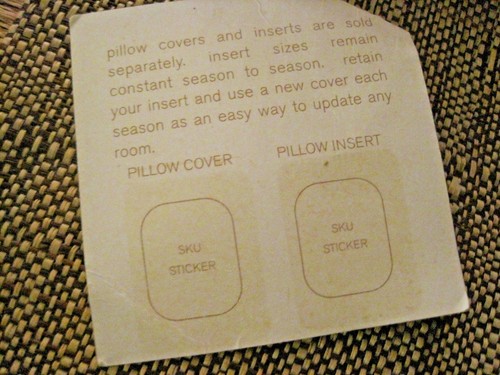 pillow covers and inserts are sold
separately. insert sizes remain
constant season to season. retain
your insert and use a new cover each
season as an easy way to update any
room.
PILLOW COVER PILLOW INSERT
SKU
STICKER
SKU
STICKER